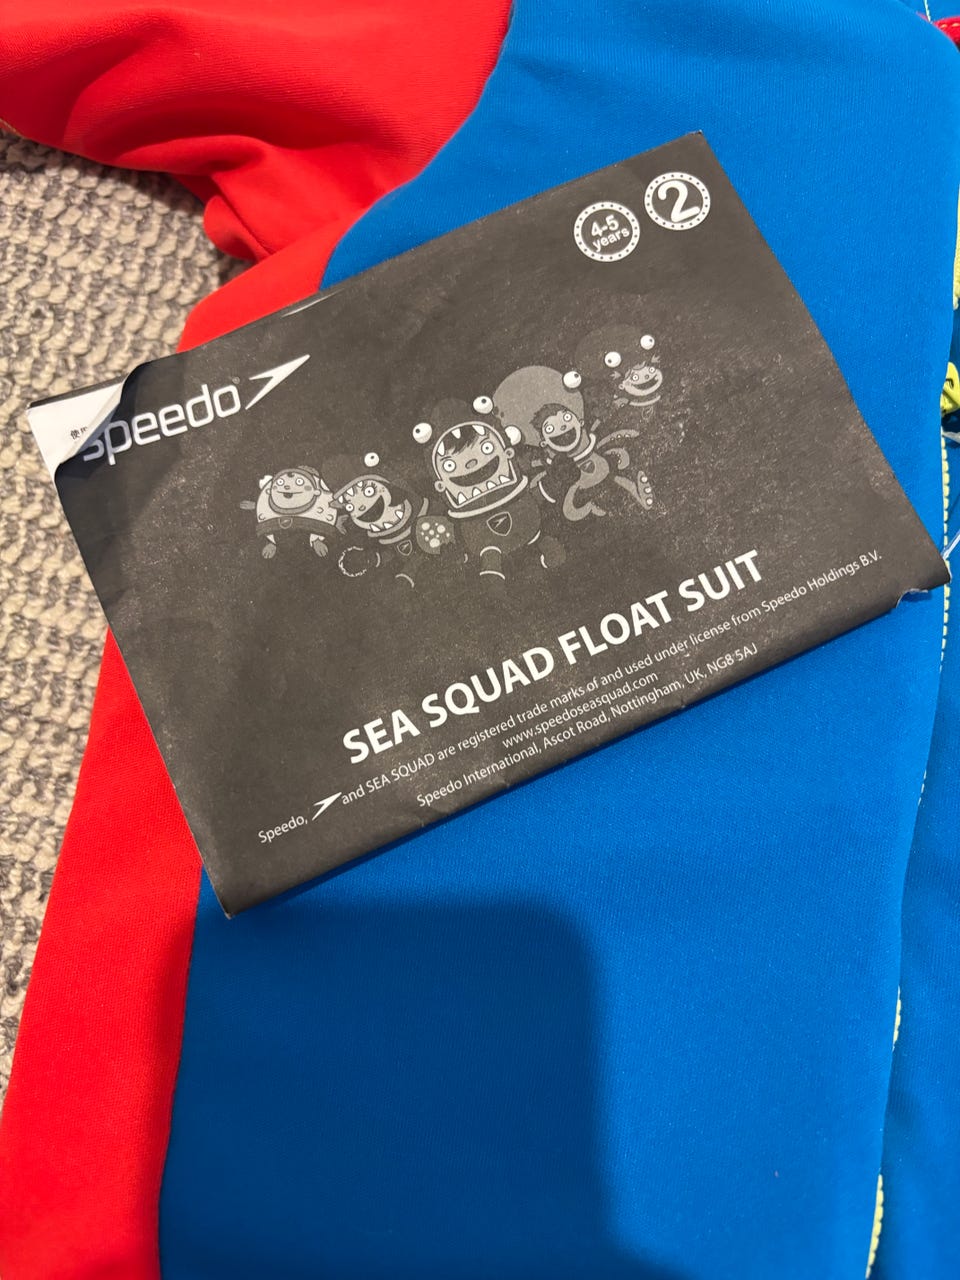 4-5
years
2
speedo
SEA SQUAD FLOAT SUIT
Speedo, and SEA SQUAD are registered trade marks of and used under license from Speedo Holdings B.V.
www.speedoseasquad.com
Speedo International, Ascot Road, Nottingham, UK, NG8 5AJ